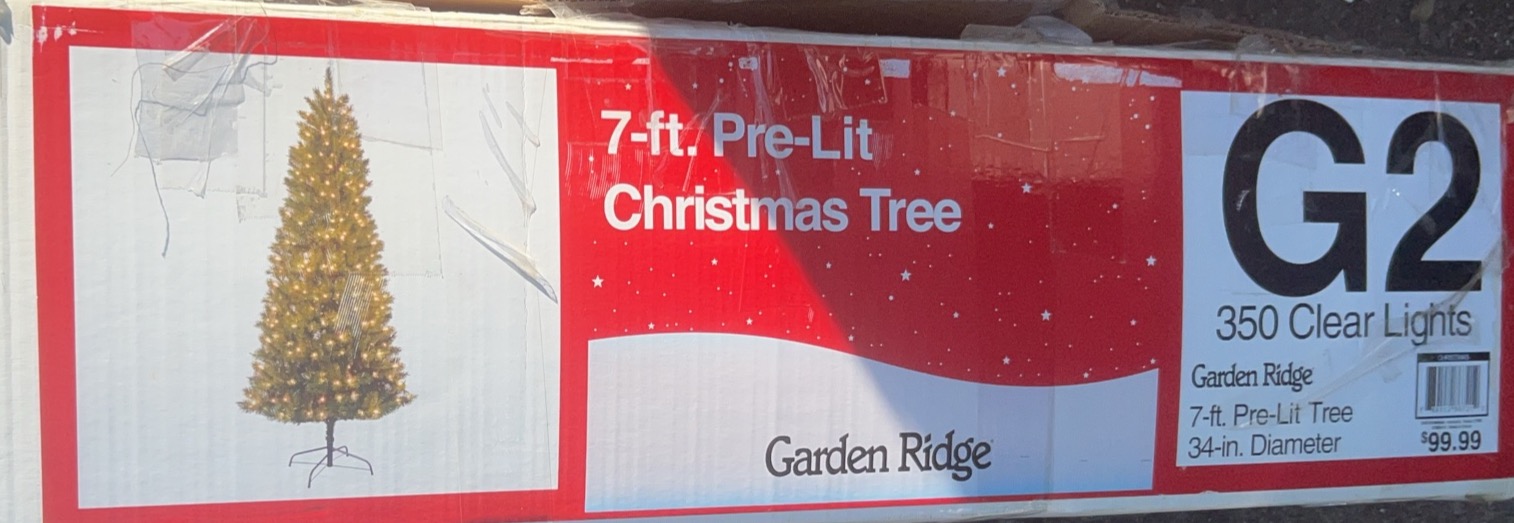 7-ft. Pre-Lit
Christmas Tree
Garden Ridge
G2
350 Clear Lights
Garden Ridge
7-ft. Pre-Lit Tree
34-in. Diameter
$99.99